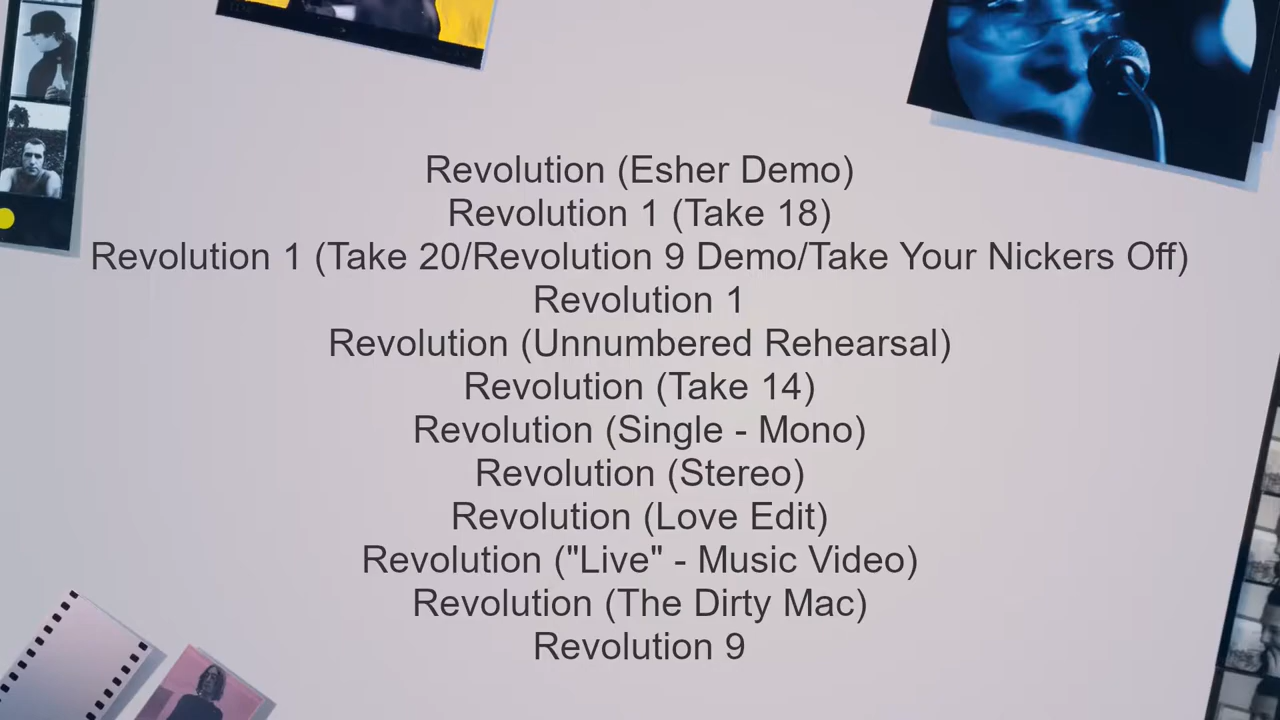 Revolution (Esher Demo)
Revolution 1 (Take 18)
Revolution 1 (Take 20/Revolution 9 Demo/Take Your Nickers Off)
Revolution 1
Revolution (Unnumbered Rehearsal)
Revolution (Take 14)
Revolution (Single - Mono)
Revolution (Stereo)
Revolution (Love Edit)
Revolution ("Live" - Music Video)
Revolution (The Dirty Mac)
Revolution 9